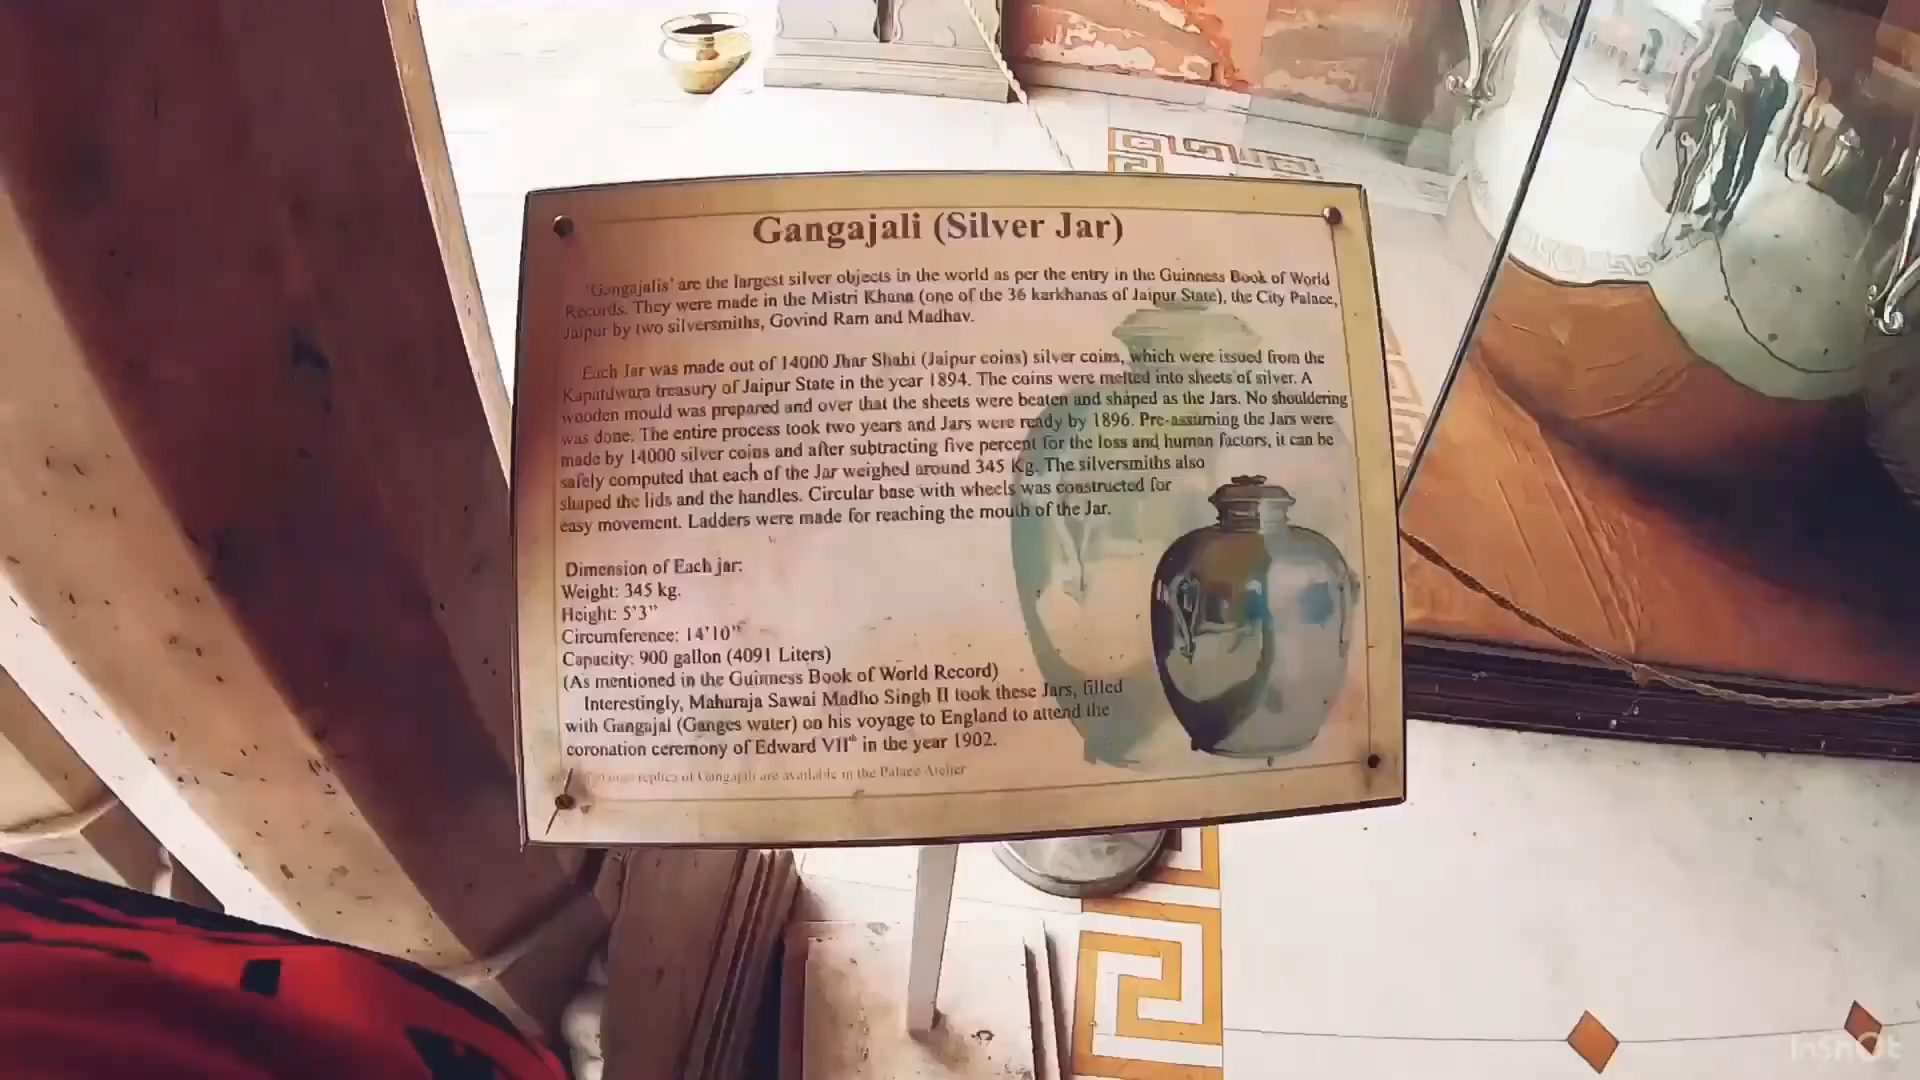 Gangajali (Silver Jar)
'Gangajalis' are the largest silver objects in the world as per the entry in the Guinness Book of World
Records. They were made in the Mistri Khana (one of the 36 karkhanas of Jaipur State), the City Palace,
Jaipur by two silversmiths, Govind Ram and Madhav.
Each Jar was made out of 14000 Jhar Shahi (Jaipur coins) silver coins, which were issued from the
Kapatdwara treasury of Jaipur State in the year 1894. The coins were melted into sheets of silver. A
wooden mould was prepared and over that the sheets were beaten and shaped as the Jars. No shouldering
was done. The entire process took two years and Jars were ready by 1896. Pre-assuming the Jars were
made by 14000 silver coins and after subtracting five percent for the loss and human factors, it can be
safely computed that each of the Jar weighed around 345 Kg. The silversmiths also
shaped the lids and the handles. Circular base with wheels was constructed for
easy movement. Ladders were made for reaching the mouth of the Jar.
Dimension of Each jar:
Weight: 345 kg.
Height: 5'3"
Circumference: 14'10"
Capacity: 900 gallon (4091 Liters)
(As mentioned in the Guinness Book of World Record)
Interestingly, Maharaja Sawai Madho Singh II took these Jars, filled
with Gangajal (Ganges water) on his voyage to England to attend the
coronation ceremony of Edward VIIth in the year 1902.
replica of Gangajali are available in the Palace Atelier
InShOt